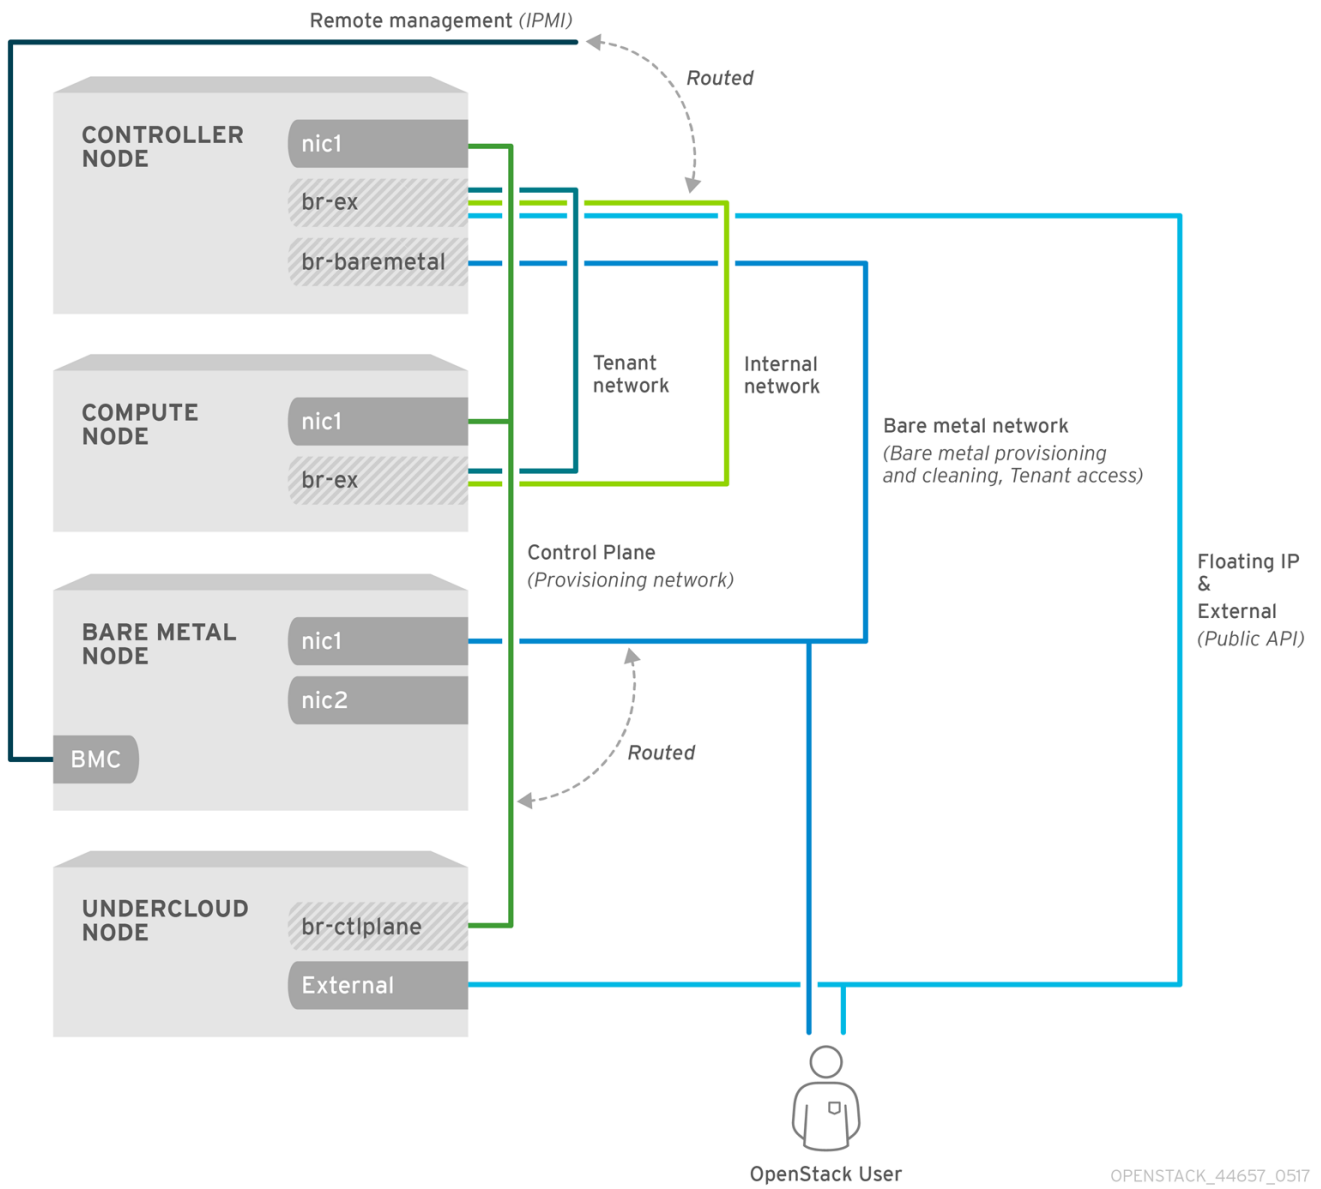 Remote management (IPMI)
Routed
CONTROLLER
NODE
nic1
br-ex
br-baremetal
Tenant
network
Internal
network
COMPUTE
NODE
nic1
br-ex
Bare metal network
(Bare metal provisioning
and cleaning, Tenant access)
Control Plane
(Provisioning network)
Floating IP
&
External
(Public API)
BARE METAL
NODE
nic1
nic2
BMC
Routed
UNDERCLOUD
NODE
br-ctlplane
External
OpenStack User
OPENSTACK_44657_0517